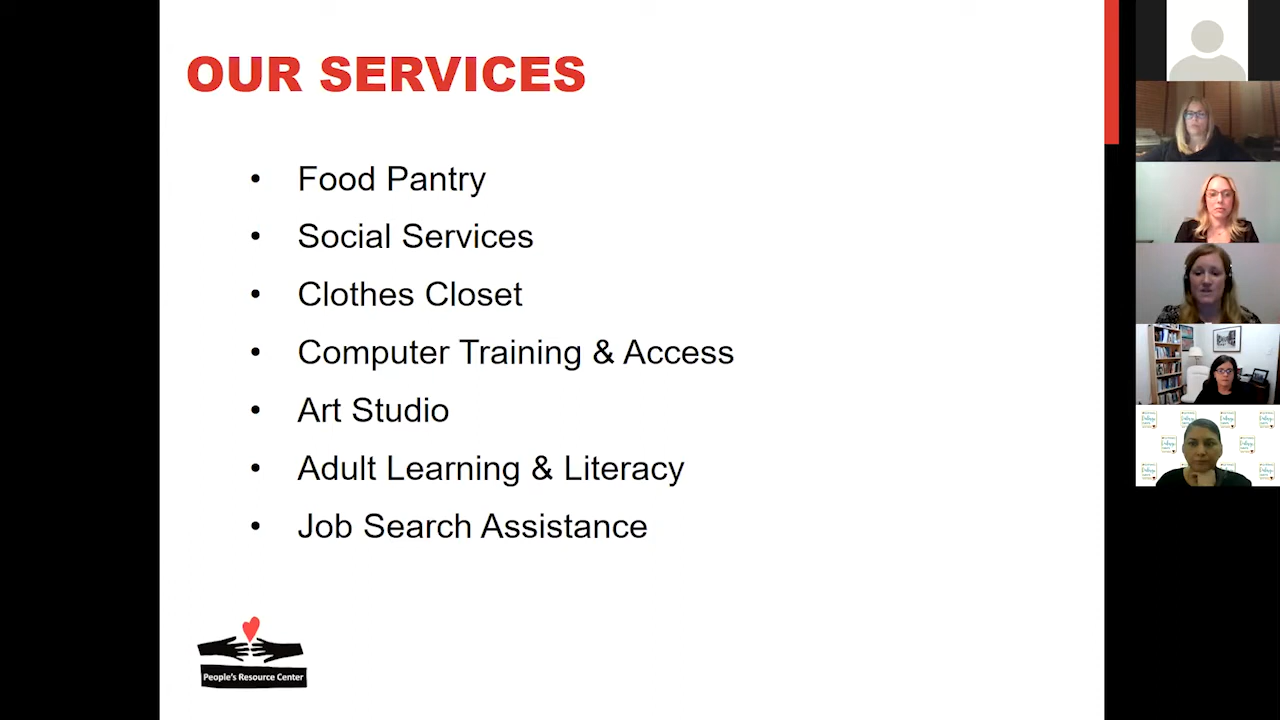 OUR SERVICES
• Food Pantry
• Social Services
• Clothes Closet
• Computer Training & Access
• Art Studio
• Adult Learning & Literacy
• Job Search Assistance
People's Resource Center